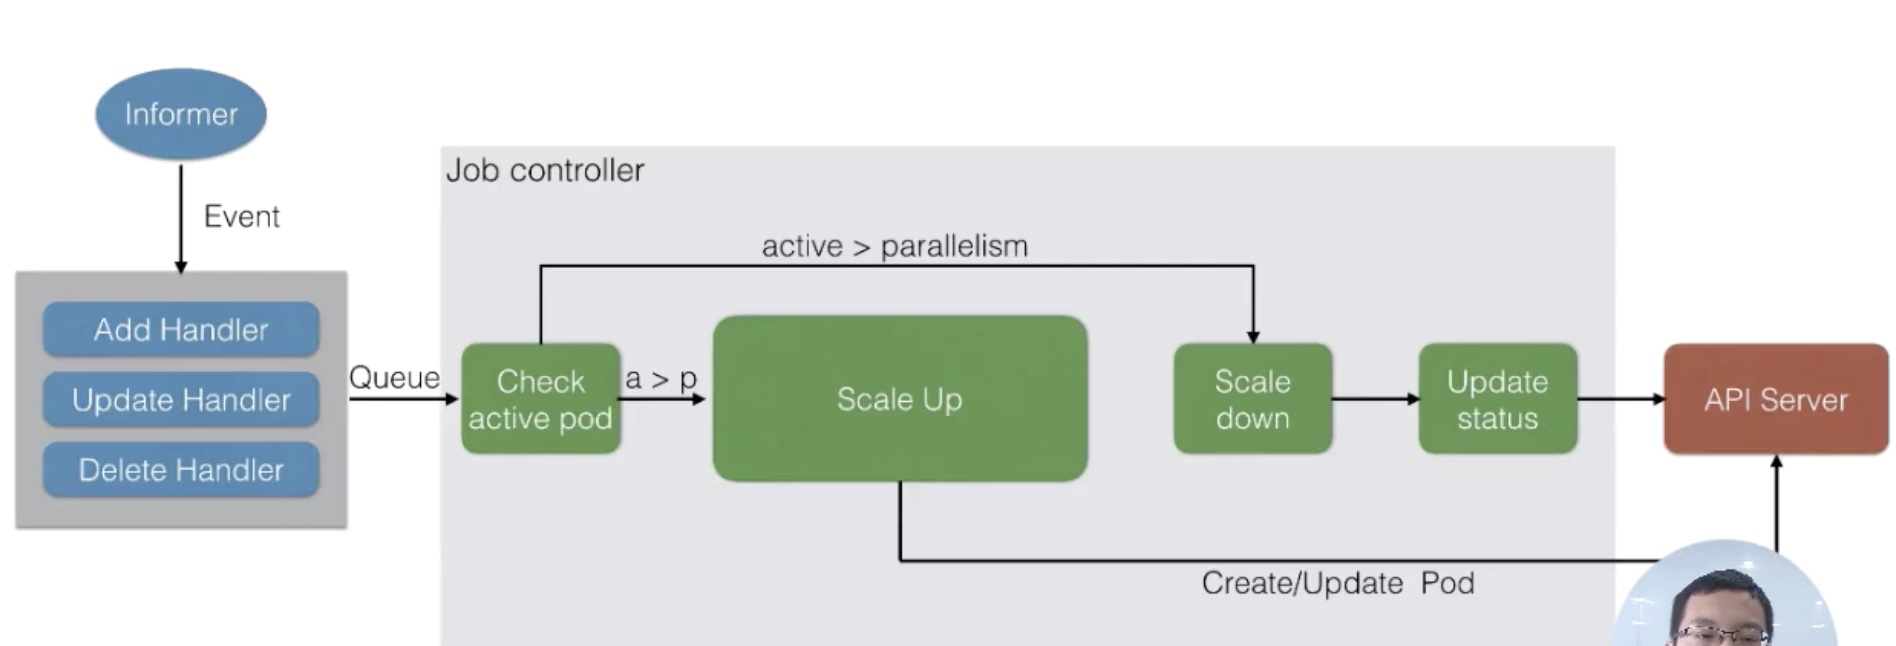 Informer
Event
Add Handler
Update Handler
Delete Handler
Queue
Job controller
active > parallelism
Check
active pod
a > p
Scale Up
Scale
down
Update
status
API Server
Create/Update Pod